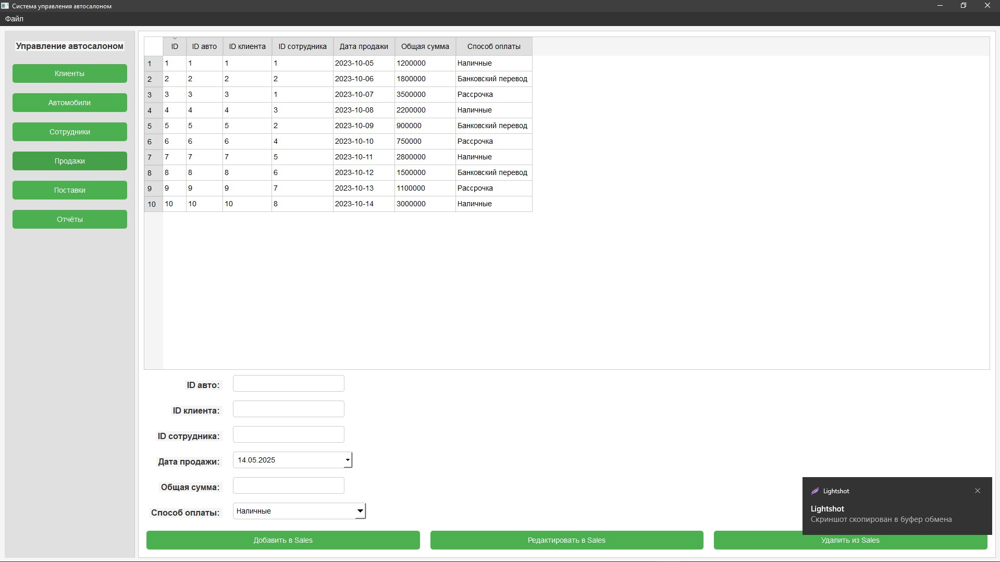 Система управления автосалоном
Файл
Управление автосалоном
Клиенты
Автомобили
Сотрудники
Продажи
Поставки
Отчёты
ID ID авто ID клиента ID сотрудника Дата продажи Общая сумма Способ оплаты
1 1 1 1 1 2023-10-05 1200000 Наличные
2 2 2 2 2 2023-10-06 1800000 Банковский перевод
3 3 3 3 1 2023-10-07 3500000 Рассрочка
4 4 4 4 3 2023-10-08 2200000 Наличные
5 5 5 5 2 2023-10-09 900000 Банковский перевод
6 6 6 6 4 2023-10-10 750000 Рассрочка
7 7 7 7 5 2023-10-11 2800000 Наличные
8 8 8 8 6 2023-10-12 1500000 Банковский перевод
9 9 9 9 7 2023-10-13 1100000 Рассрочка
10 10 10 10 8 2023-10-14 3000000 Наличные
ID авто:
ID клиента:
ID сотрудника:
Дата продажи: 14.05.2025
Общая сумма:
Способ оплаты: Наличные
Добавить в Sales Редактировать в Sales Удалить из Sales
Lightshot
Lightshot
Скриншот скопирован в буфер обмена